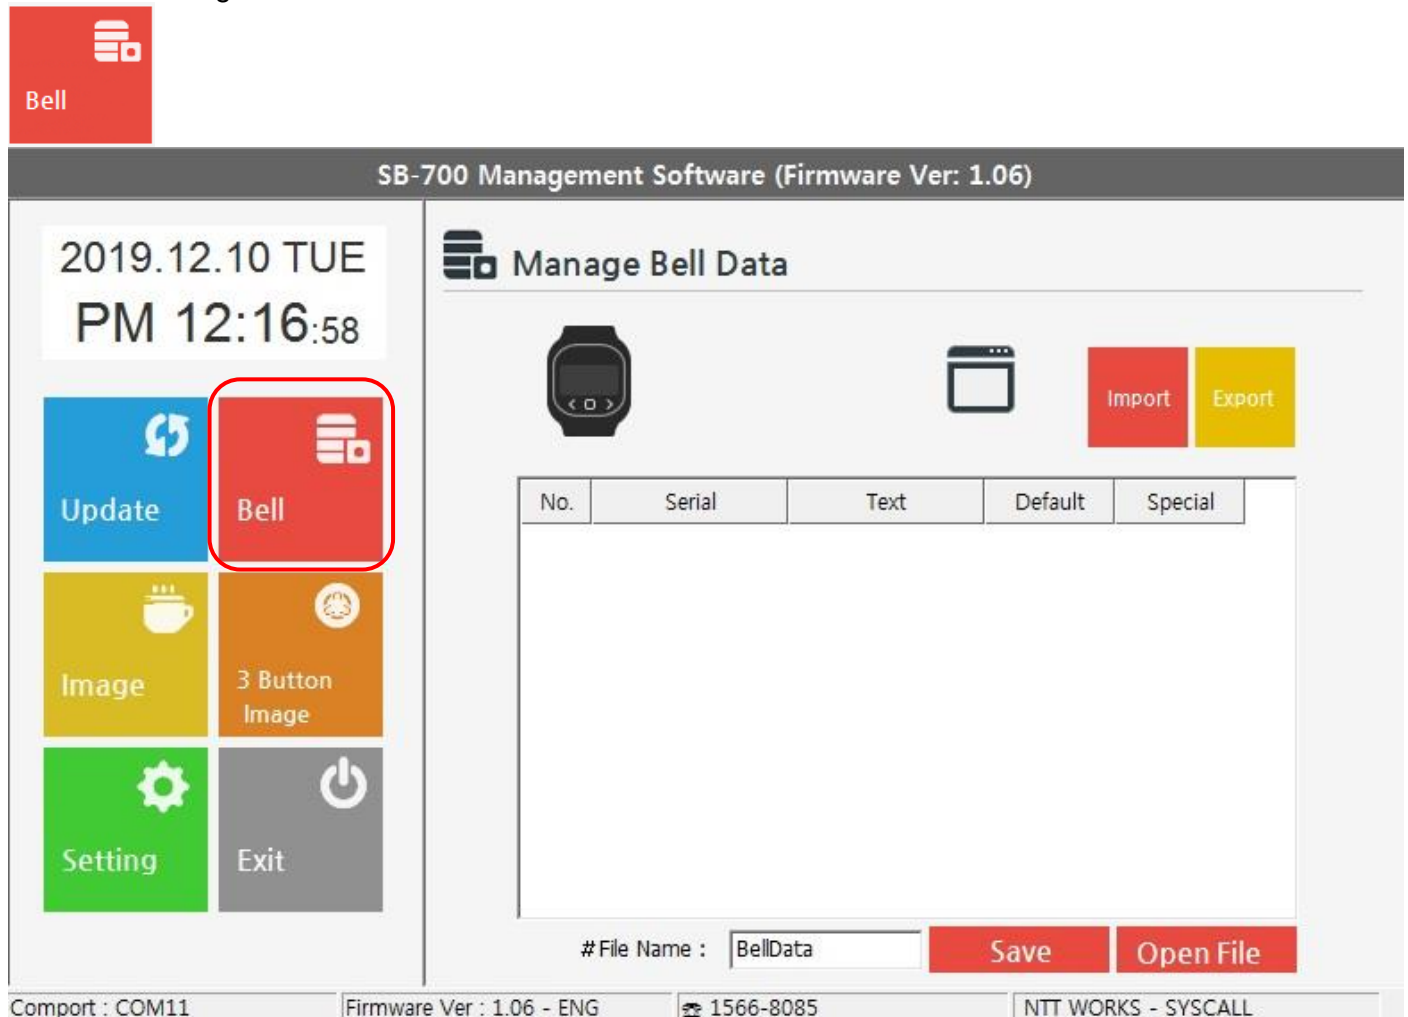 Bell
SB-700 Management Software (Firmware Ver: 1.06)
2019.12.10 TUE
PM 12:16:58
Update
Bell
Image
3 Button
Image
Setting
Exit
Manage Bell Data
Import
Export
No. Serial Text Default Special
#File Name : BellData
Save
Open File
Comport : COM11
Firmware Ver : 1.06 - ENG
☎ 1566-8085
NTT WORKS - SYSCALL